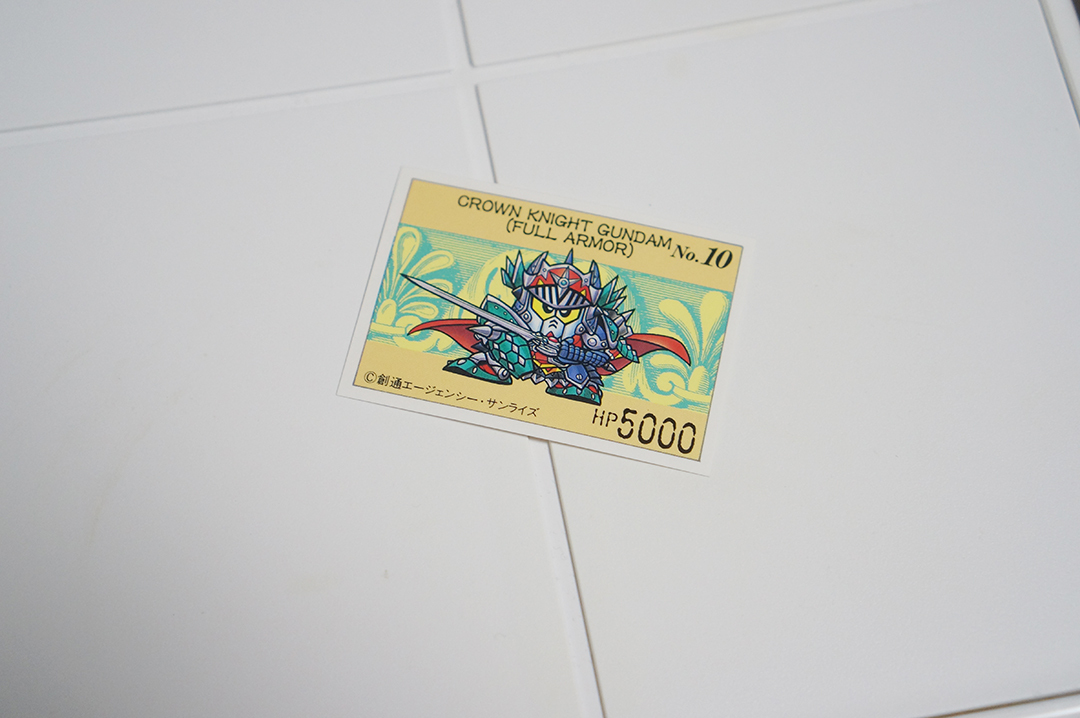 CROWN KNIGHT GUNDAM
(FULL ARMOR)
No.10
©創通エージェンシー・サンライズ
HP5000